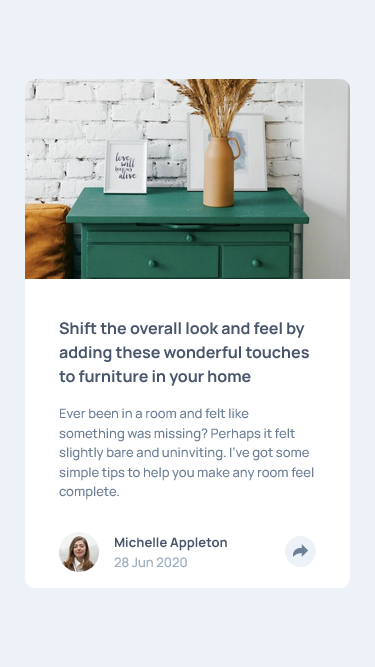 love
will
keep us
alive
Shift the overall look and feel by
adding these wonderful touches
to furniture in your home
Ever been in a room and felt like
something was missing? Perhaps it felt
slightly bare and uninviting. I’ve got some
simple tips to help you make any room feel
complete.
Michelle Appleton
28 Jun 2020